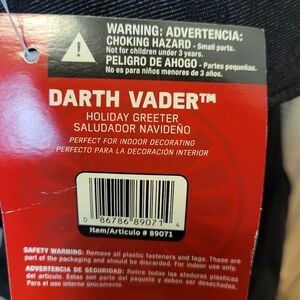 WARNING: ADVERTENCIA:
CHOKING HAZARD - Small parts.
Not for children under 3 years.
PELIGRO DE AHOGO - Partes pequeñas.
No es para niños menores de 3 años.
DARTH VADER™
HOLIDAY GREETER
SALUDADOR NAVIDEÑO
PERFECT FOR INDOOR DECORATING
PERFECTO PARA LA DECORACIÓN INTERIOR
0 86786 89071 4
Item/Artículo # 89071
SAFETY WARNING: Remove all plastic fasteners and tags. These are
part of the packaging and should be discarded. For indoor use only.
ADVERTENCIA DE SEGURIDAD: Retire todas las ataduras plásticas
del artículo. Estas son parte del paquete y deben ser desechadas.
Para el uso interno únicamente.